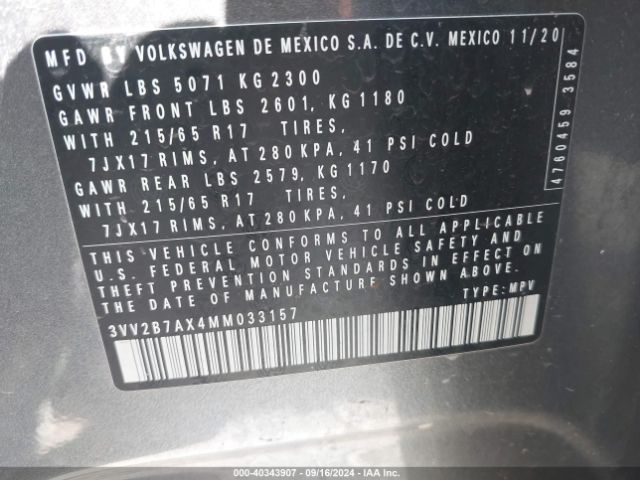 MFD BY VOLKSWAGEN DE MEXICO S.A. DE C.V. MEXICO 11/20
GVWR LBS 5071 KG 2300
GAWR FRONT LBS 2601, KG 1180
WITH 215/65 R17 TIRES,
7JX17 RIMS, AT 280 KPA, 41 PSI COLD
GAWR REAR LBS 2579, KG 1170
WITH 215/65 R17 TIRES,
7JX17 RIMS, AT 280 KPA, 41 PSI COLD
THIS VEHICLE CONFORMS TO ALL APPLICABLE
U.S. FEDERAL MOTOR VEHICLE SAFETY AND
THEFT PREVENTION STANDARDS IN EFFECT ON
THE DATE OF MANUFACTURE SHOWN ABOVE.
3VV2B7AX4MM033157 TYPE: MPV
4760459 3584
000-40343907 - 09/16/2024 - IAA Inc.